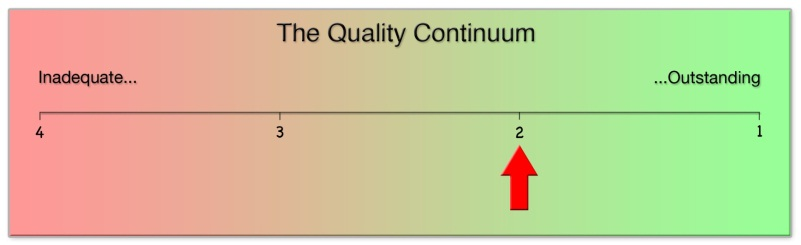 The Quality Continuum
Inadequate... ...Outstanding
4 3 2 1